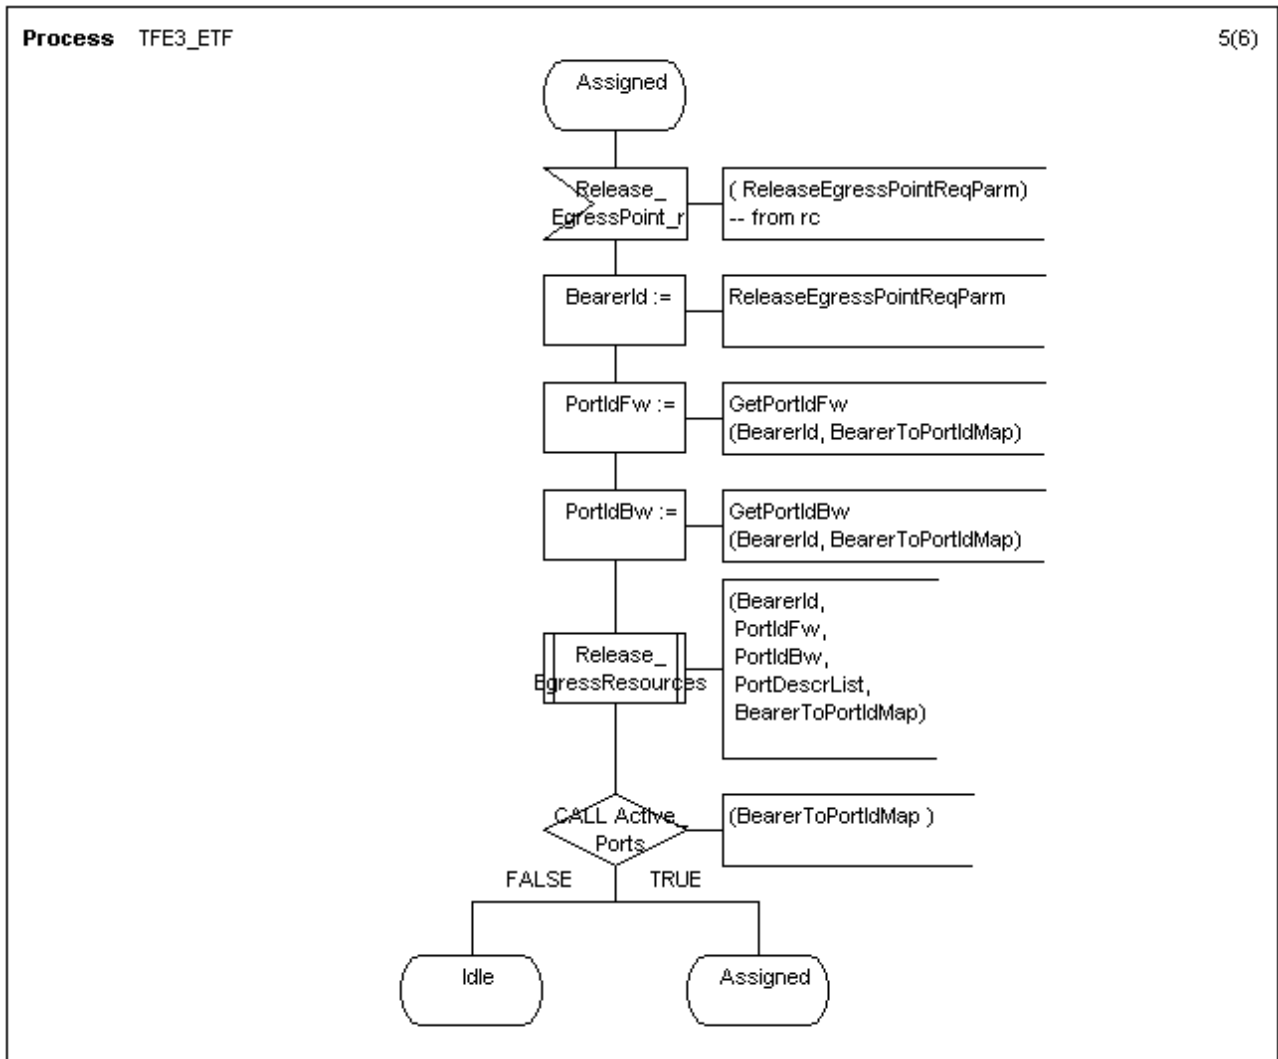 Process TFE3_ETF 5(6)
Assigned
Release_
EgressPoint_r
( ReleaseEgressPointReqParm)
-- from rc
BearerId :=
ReleaseEgressPointReqParm
PortIdFw :=
GetPortIdFw
(BearerId, BearerToPortIdMap)
PortIdBw :=
GetPortIdBw
(BearerId, BearerToPortIdMap)
Release_
EgressResources
(BearerId,
PortIdFw,
PortIdBw,
PortDescrList,
BearerToPortIdMap)
CALL Active_
Ports
(BearerToPortIdMap )
FALSE TRUE
Idle
Assigned